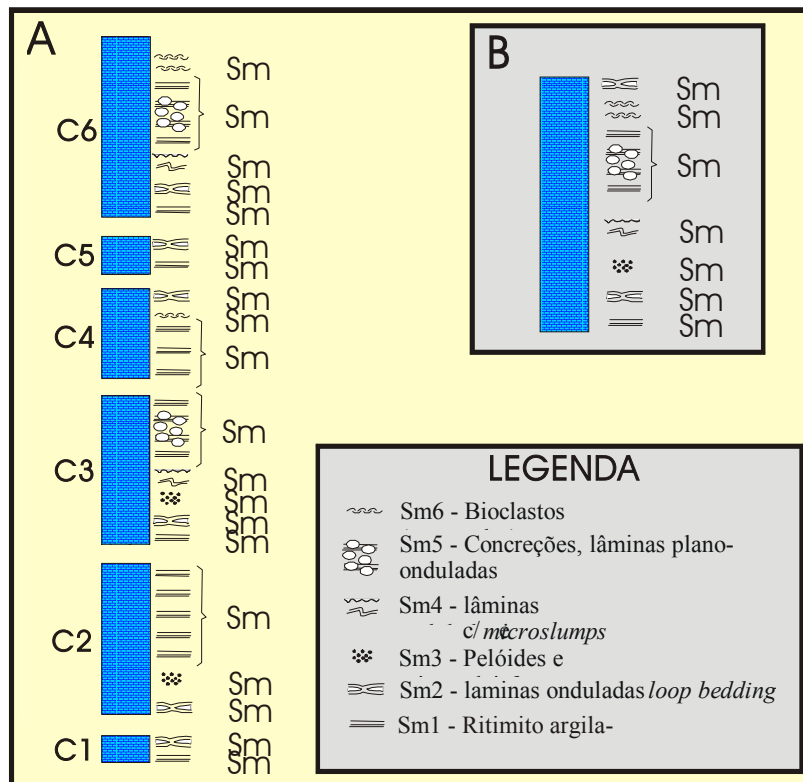 A
Sm
C6
Sm
Sm
Sm
Sm
C5
Sm
Sm
Sm
C4
Sm
Sm
C3
Sm
Sm
Sm
Sm
Sm
C2
Sm
Sm
Sm
C1
Sm
Sm
B
Sm
Sm
Sm
Sm
Sm
Sm
Sm
LEGENDA
Sm6 - Bioclastos
Sm5 - Concreções, lâminas plano-
onduladas
Sm4 - lâminas
c/ microslumps
Sm3 - Pelóides e
Sm2 - laminas onduladas loop bedding
Sm1 - Ritimito argila-